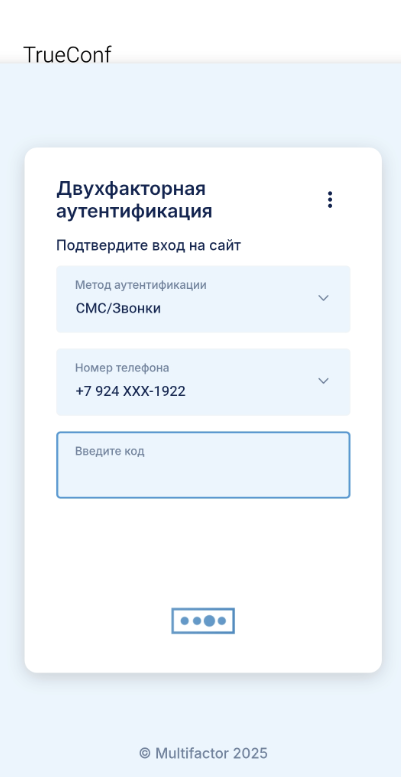 TrueConf
Двухфакторная
аутентификация
Подтвердите вход на сайт
Метод аутентификации
СМС/Звонки
Номер телефона
+7 924 XXX-1922
Введите код
© Multifactor 2025